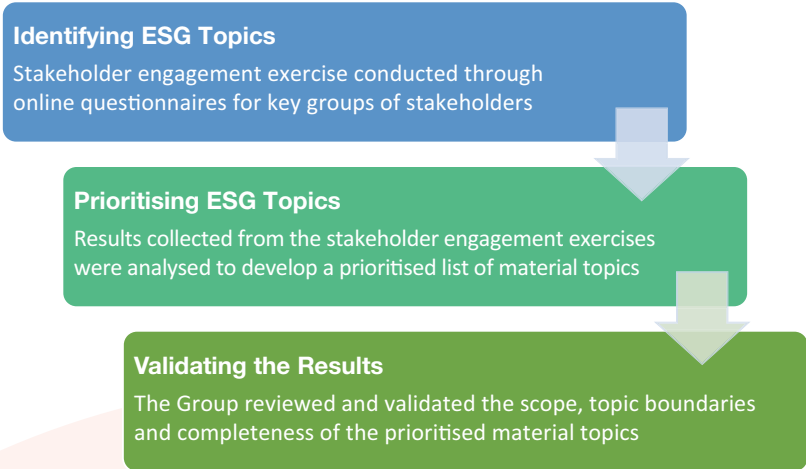 Identifying ESG Topics
Stakeholder engagement exercise conducted through
online questionnaires for key groups of stakeholders
Prioritising ESG Topics
Results collected from the stakeholder engagement exercises
were analysed to develop a prioritised list of material topics
Validating the Results
The Group reviewed and validated the scope, topic boundaries
and completeness of the prioritised material topics